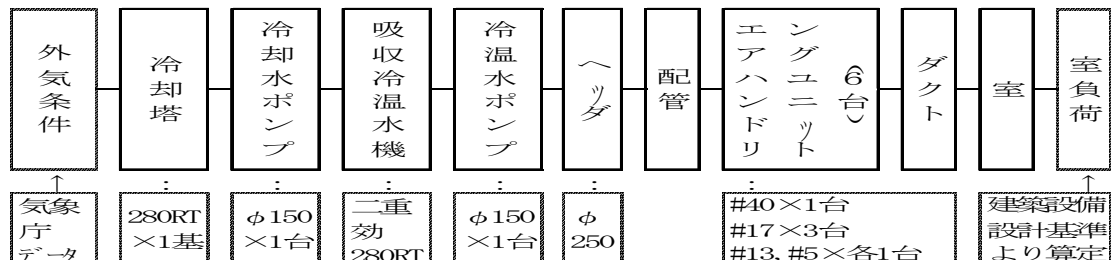 外気条件
冷却塔
冷却水ポンプ
吸収冷温水機
冷温水ポンプ
ヘッダ
配管
エアハンドリ
ングユニット
(6台)
ダクト
室
室負荷
↑
:
:
:
:
:
:
↑
気象
庁
データ
280RT
×1基
φ150
×1台
二重
効
280RT
φ150
×1台
φ
250
#40×1台
#17×3台
#13,#5×各1台
建築設備
設計基準
より算定